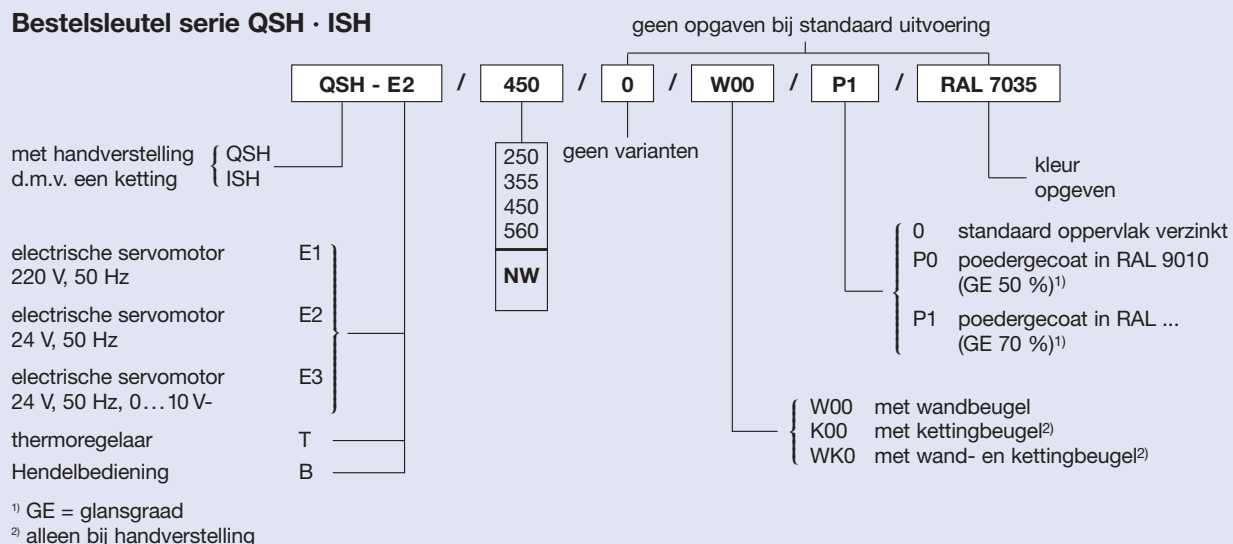 Bestelsleutel serie QSH · ISH
geen opgaven bij standaard uitvoering
QSH - E2 / 450 / 0 / W00 / P1 / RAL 7035
met handverstelling QSH
d.m.v. een ketting ISH
250
355
450
560
NW
geen varianten
kleur
opgeven
0 standaard oppervlak verzinkt
P0 poedergecoat in RAL 9010
(GE 50 %)1)
P1 poedergecoat in RAL ...
(GE 70 %)1)
electrische servomotor E1
220 V, 50 Hz
electrische servomotor E2
24 V, 50 Hz
electrische servomotor E3
24 V, 50 Hz, 0...10 V-
thermoregelaar T
Hendelbediening B
W00 met wandbeugel
K00 met kettingbeugel2)
WK0 met wand- en kettingbeugel2)
1) GE = glansgraad
2) alleen bij handverstelling